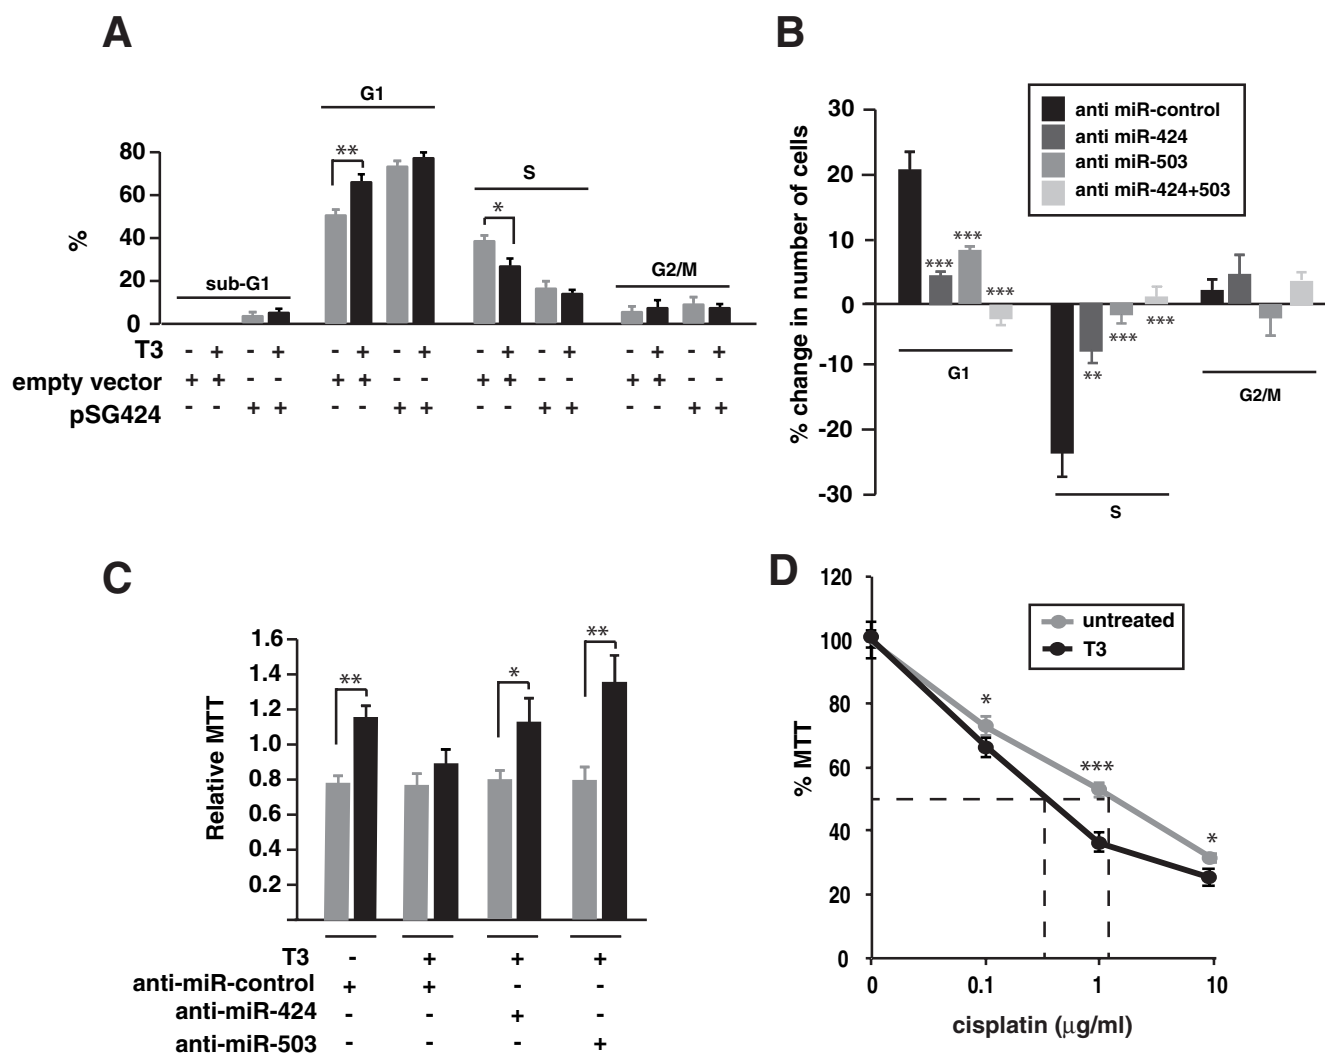 A
G1
80
**
S
60
*
%
40
20
sub-G1
G2/M
0
T3 - + - + - + - + - + - + - + - +
empty vector + + - - + + - - + + - - + + - -
pSG424 - - + + - - + + - - + + - - + +
B
% change in number of cells
30
20
10
0
-10
-20
-30
anti miR-control
anti miR-424
anti miR-503
anti miR-424+503
*** *** ***
** *** ***
G1
S
G2/M
C
Relative MTT
1.6
1.4
1.2
1.0
0.8
0.6
0.4
0.2
** * **
T3 - + + +
anti-miR-control + + - -
anti-miR-424 - - + -
anti-miR-503 - - - +
D
% MTT
120
100
80
60
40
20
0
untreated
T3
* *** *
0 0.1 1 10
cisplatin (μg/ml)